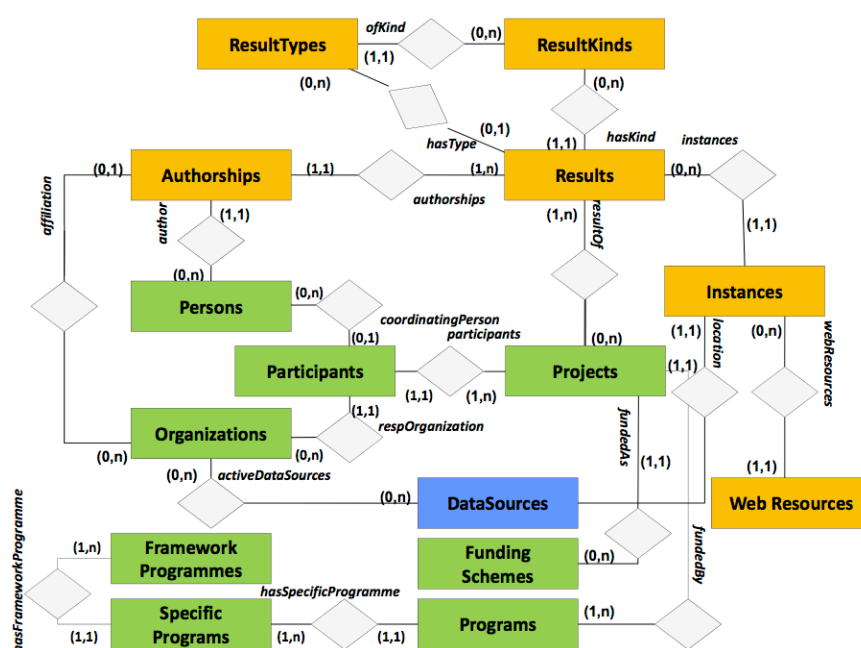 ofKind
ResultTypes
ResultKinds
(1,1)
(0,n)
(0,n)
(0,n)
(0,1)
(1,1)
hasKind
instances
hasType
(0,1)
Authorships
(1,1)
(1,n)
Results
(0,n)
authorships
affiliation
author
(1,1)
(1,n)
resultOf
(1,1)
(0,n)
Persons
(0,n)
Instances
coordinatingPerson
participants
(0,1)
(0,n)
(1,1)
location
(0,n)
webResources
Participants
(1,1)
(1,n)
Projects
(1,1)
(1,1)
respOrganization
Organizations
(0,n)
(0,n)
fundedAs
(1,1)
(0,n)
activeDataSources
(1,1)
(0,n)
DataSources
Web Resources
hasFrameworkProgramme
(1,n)
Framework
Programmes
Funding
Schemes
(0,n)
fundedBy
hasSpecificProgramme
(1,1)
Specific
Programs
(1,n)
(1,1)
Programs
(1,n)